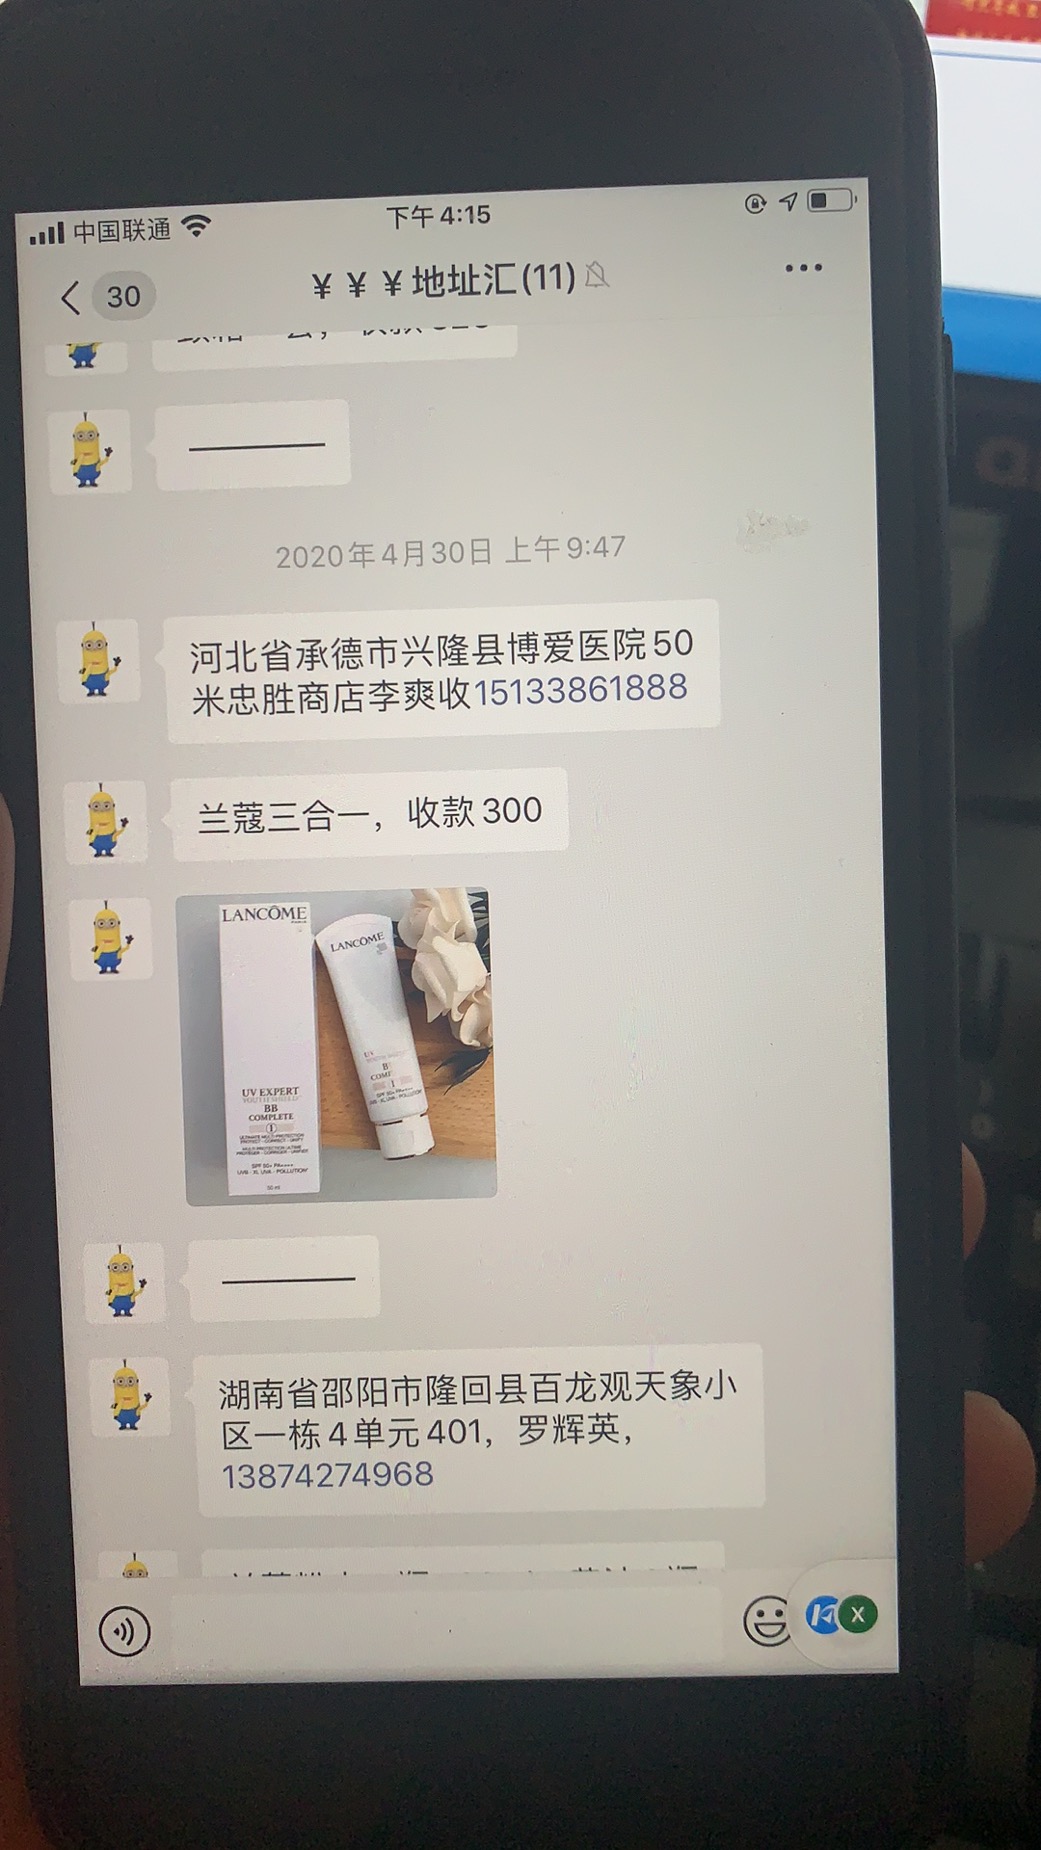 中国联通
下午4:15
30
￥￥￥地址汇(11)
2020年4月30日 上午9:47
河北省承德市兴隆县博爱医院50
米忠胜商店李爽收15133861888
兰蔻三合一，收款300
LANCÔME
LANCÔME
UV EXPERT
YOUTH SHIELD
BB
COMPLETE
1
SPF 50+ PA++++
50 ml
湖南省邵阳市隆回县百龙观天象小
区一栋4单元401，罗辉英，
13874274968
X